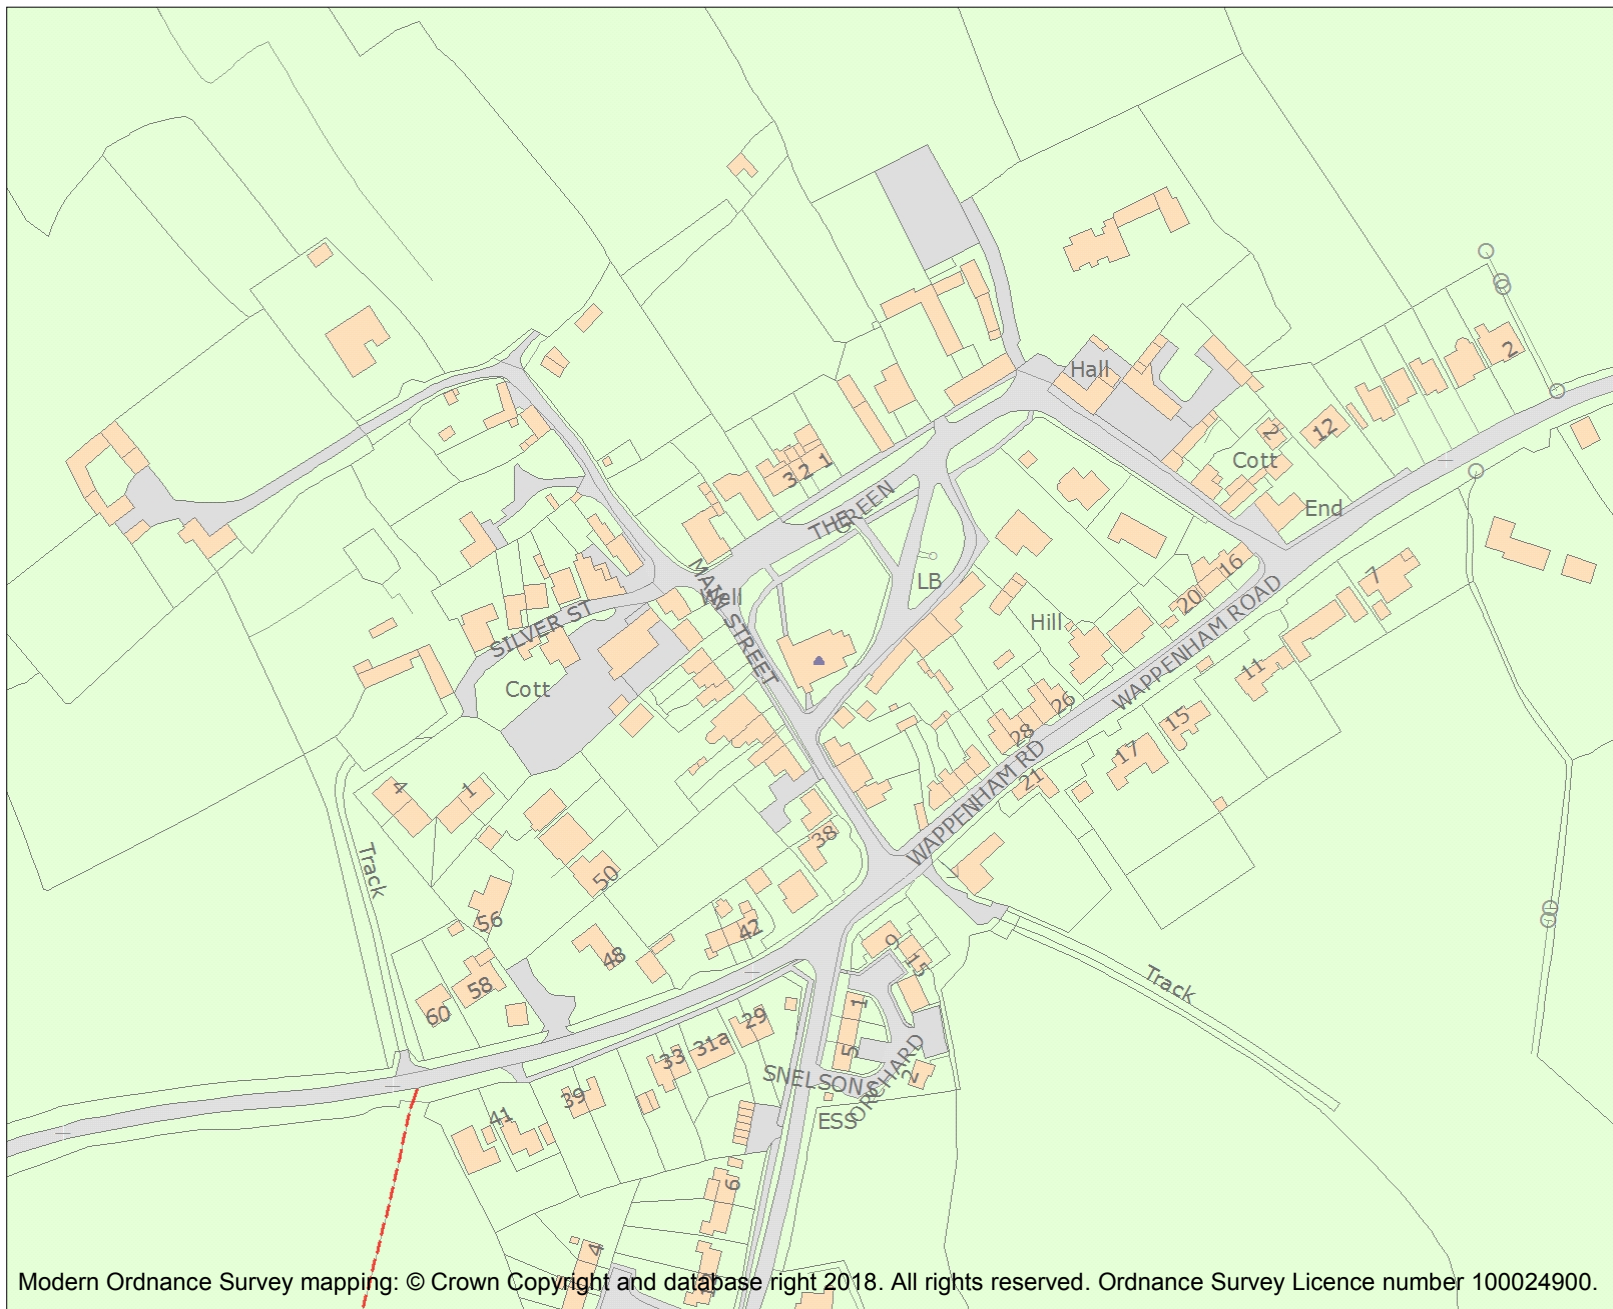 Hall
2
12
2
Cott
3 2 1
End
THE GREEN
MAIN STREET
Well
LB
16
7
20
SILVER ST
Hill
WAPPENHAM ROAD
11
Cott
26
28
15
17
WAPPENHAM RD
21
4
1
38
Track
50
56
42
9
48
15
Track
58
60
1
29
31a
33
5
SNELSONS
ORCHARD
2
39
41
ESS
6
4
Modern Ordnance Survey mapping: © Crown Copyright and database right 2018. All rights reserved. Ordnance Survey Licence number 100024900.